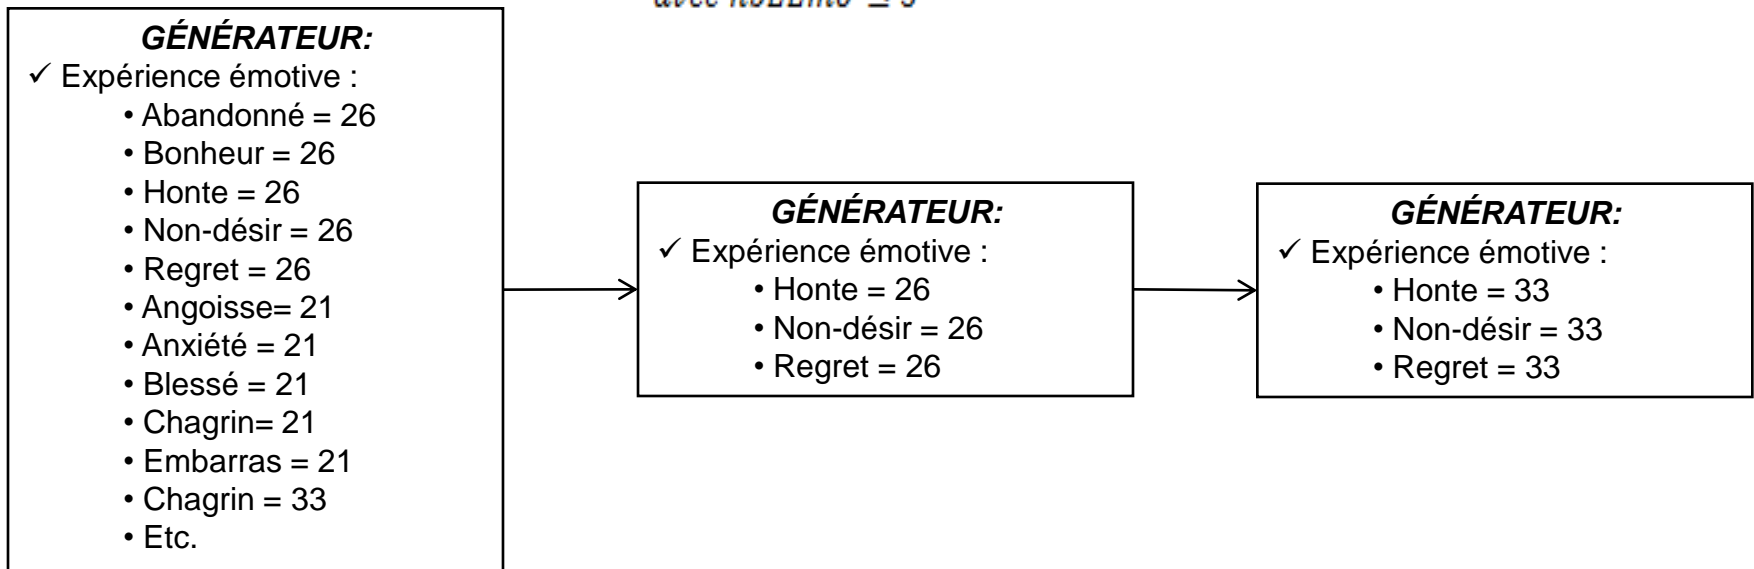 GÉNÉRATEUR:
✓ Expérience émotive :
• Abandonné = 26
• Bonheur = 26
• Honte = 26
• Non-désir = 26
• Regret = 26
• Angoisse= 21
• Anxiété = 21
• Blessé = 21
• Chagrin= 21
• Embarras = 21
• Chagrin = 33
• Etc.
GÉNÉRATEUR:
✓ Expérience émotive :
• Honte = 26
• Non-désir = 26
• Regret = 26
GÉNÉRATEUR:
✓ Expérience émotive :
• Honte = 33
• Non-désir = 33
• Regret = 33